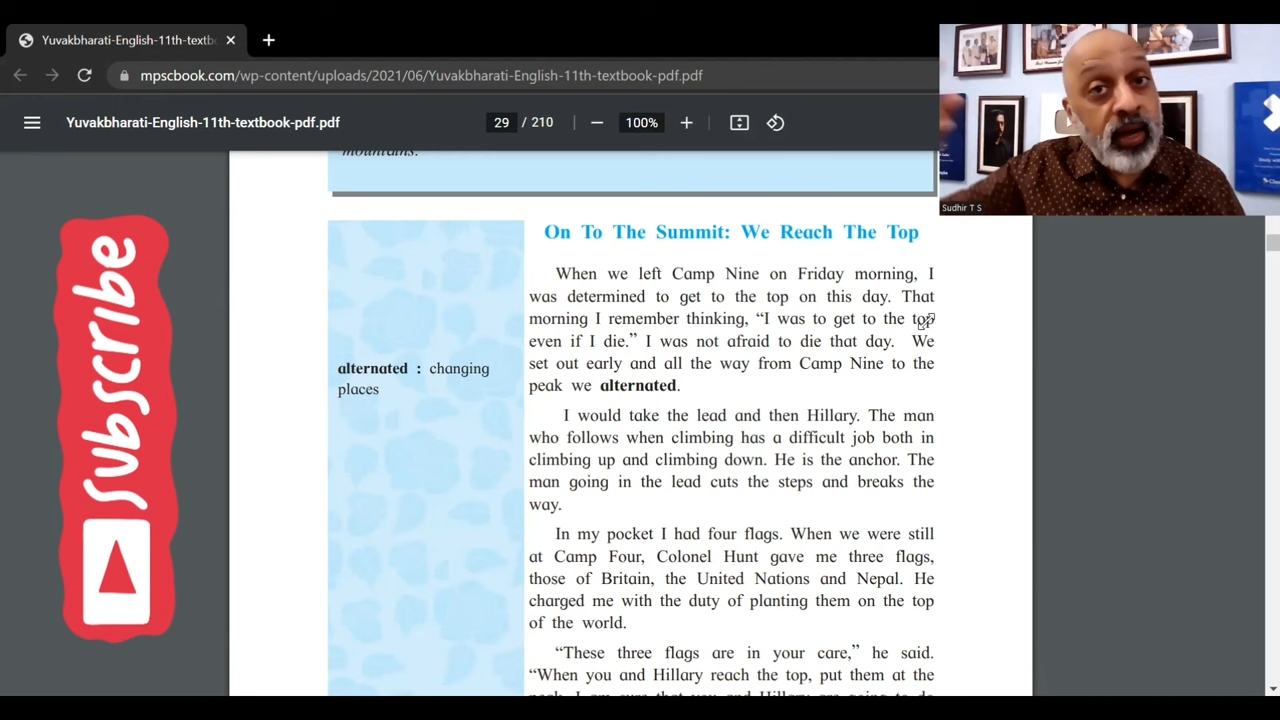 Yuvakbharati-English-11th-textb
mpscbook.com/wp-content/uploads/2021/06/Yuvakbharati-English-11th-textbook-pdf.pdf
Yuvakbharati-English-11th-textbook-pdf.pdf
29 / 210
100%
mountains.
Sudhir T S
Subscribe
On To The Summit: We Reach The Top
When we left Camp Nine on Friday morning, I
was determined to get to the top on this day. That
morning I remember thinking, “I was to get to the top
even if I die.” I was not afraid to die that day. We
alternated : changing
places
set out early and all the way from Camp Nine to the
peak we alternated.
I would take the lead and then Hillary. The man
who follows when climbing has a difficult job both in
climbing up and climbing down. He is the anchor. The
man going in the lead cuts the steps and breaks the
way.
In my pocket I had four flags. When we were still
at Camp Four, Colonel Hunt gave me three flags,
those of Britain, the United Nations and Nepal. He
charged me with the duty of planting them on the top
of the world.
“These three flags are in your care,” he said.
“When you and Hillary reach the top, put them at the